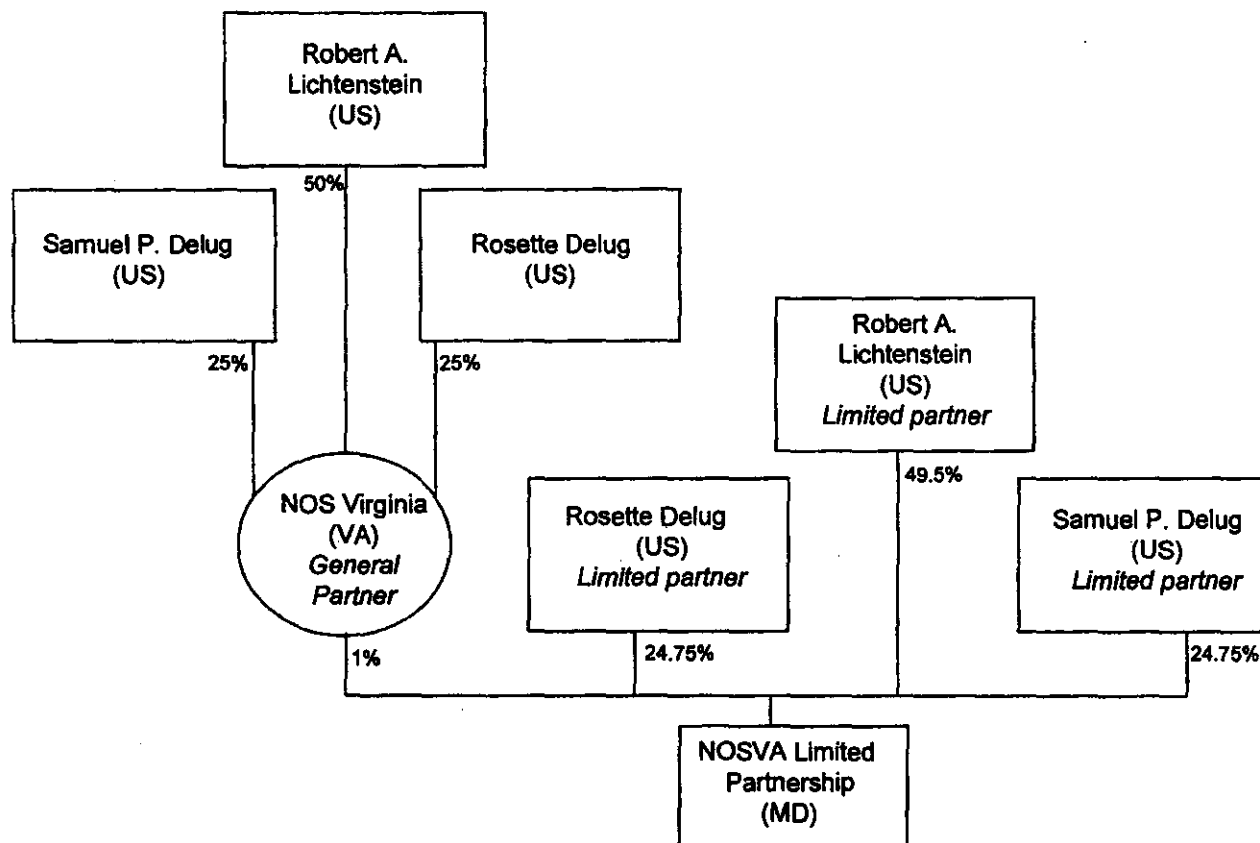 Robert A.
Lichtenstein
(US)
50%
Samuel P. Delug
(US)
25%
Rosette Delug
(US)
25%
NOS Virginia
(VA)
General
Partner
1%
Rosette Delug
(US)
Limited partner
24.75%
Robert A.
Lichtenstein
(US)
Limited partner
49.5%
Samuel P. Delug
(US)
Limited partner
24.75%
NOSVA Limited
Partnership
(MD)